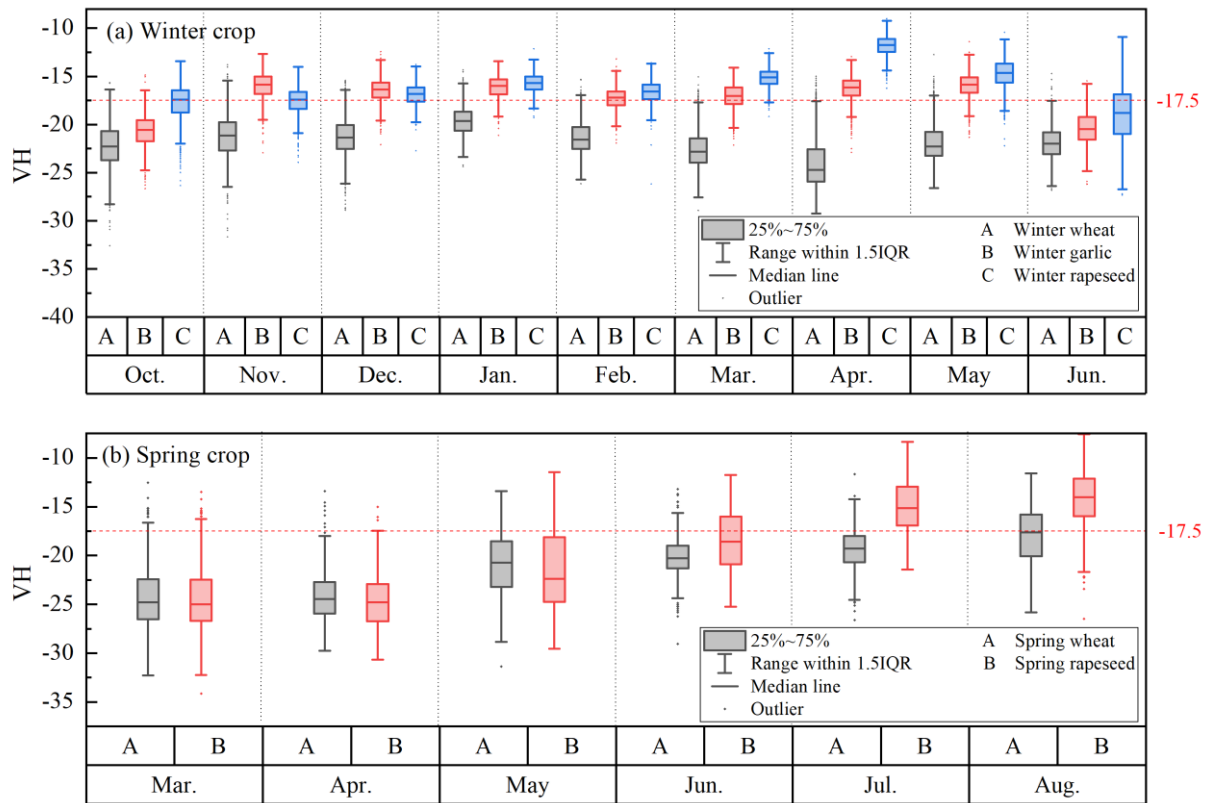 (a) Winter crop
VH
-10
-15
-20
-25
-30
-35
-40
-17.5
25%~75%
Range within 1.5IQR
Median line
Outlier
A Winter wheat
B Winter garlic
C Winter rapeseed
A B C A B C A B C A B C A B C A B C A B C A B C A B C
Oct. Nov. Dec. Jan. Feb. Mar. Apr. May Jun.
(b) Spring crop
VH
-10
-15
-20
-25
-30
-35
-17.5
25%~75%
Range within 1.5IQR
Median line
Outlier
A Spring wheat
B Spring rapeseed
A B A B A B A B A B A B
Mar. Apr. May Jun. Jul. Aug.